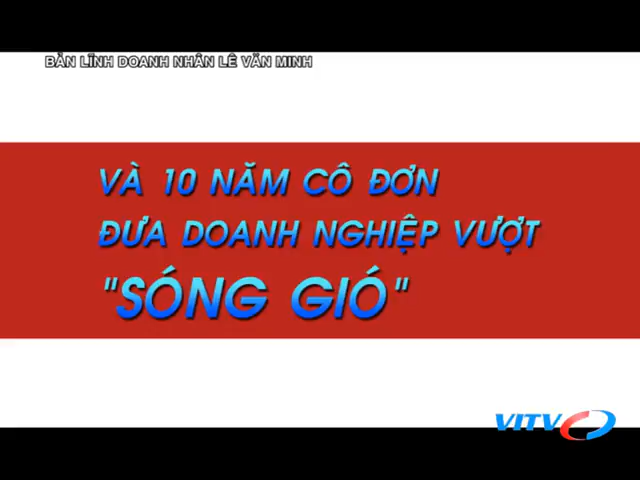 BẢN LĨNH DOANH NHÂN LÊ VĂN MINH
VÀ 10 NĂM CÔ ĐƠN
ĐƯA DOANH NGHIỆP VƯỢT
"SÓNG GIÓ"
VITV